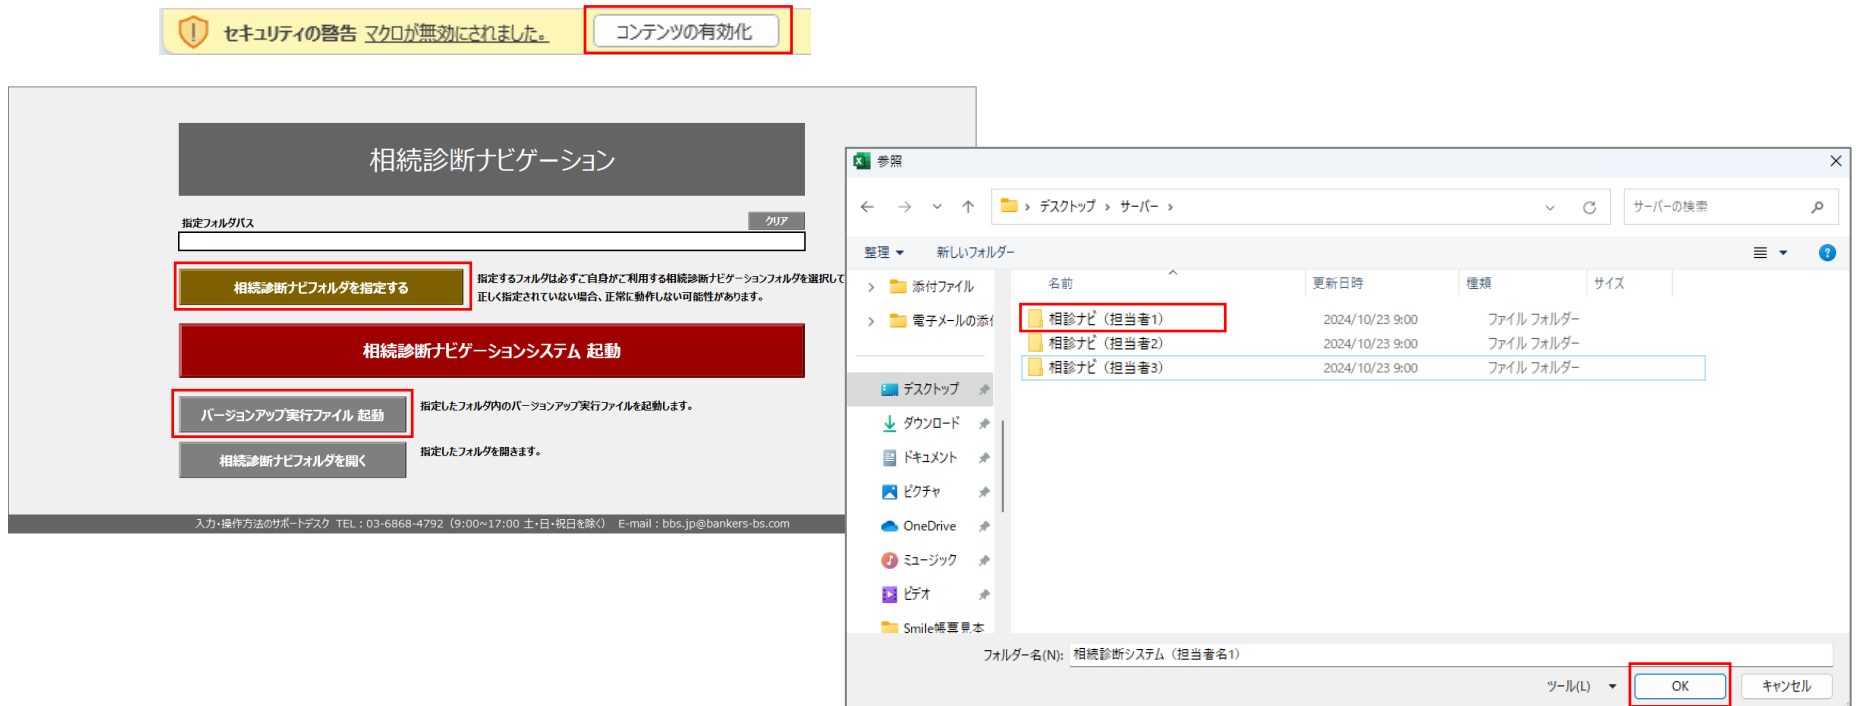 セキュリティの警告 マクロが無効にされました。 コンテンツの有効化
相続診断ナビゲーション
指定フォルダパス
クリア
相続診断ナビフォルダを指定する
指定するフォルダは必ずご自身がご利用する相続診断ナビゲーションフォルダを選択して
正しく指定されていない場合、正常に動作しない可能性があります。
相続診断ナビゲーションシステム 起動
バージョンアップ実行ファイル 起動
指定したフォルダ内のバージョンアップ実行ファイルを起動します。
相続診断ナビフォルダを開く
指定したフォルダを開きます。
入力・操作方法のサポートデスク TEL：03-6868-4792（9:00~17:00 土・日・祝日を除く） E-mail：bbs.jp@bankers-bs.com
参照
デスクトップ › サーバー ›
サーバーの検索
整理 新しいフォルダー
名前 更新日時 種類 サイズ
添付ファイル
電子メールの添付
相診ナビ（担当者1） 2024/10/23 9:00 ファイル フォルダー
相診ナビ（担当者2） 2024/10/23 9:00 ファイル フォルダー
相診ナビ（担当者3） 2024/10/23 9:00 ファイル フォルダー
デスクトップ
ダウンロード
ドキュメント
ピクチャ
OneDrive
ミュージック
ビデオ
Smile帳票見本
フォルダー名(N): 相続診断システム（担当者名1）
ツール(L) OK キャンセル